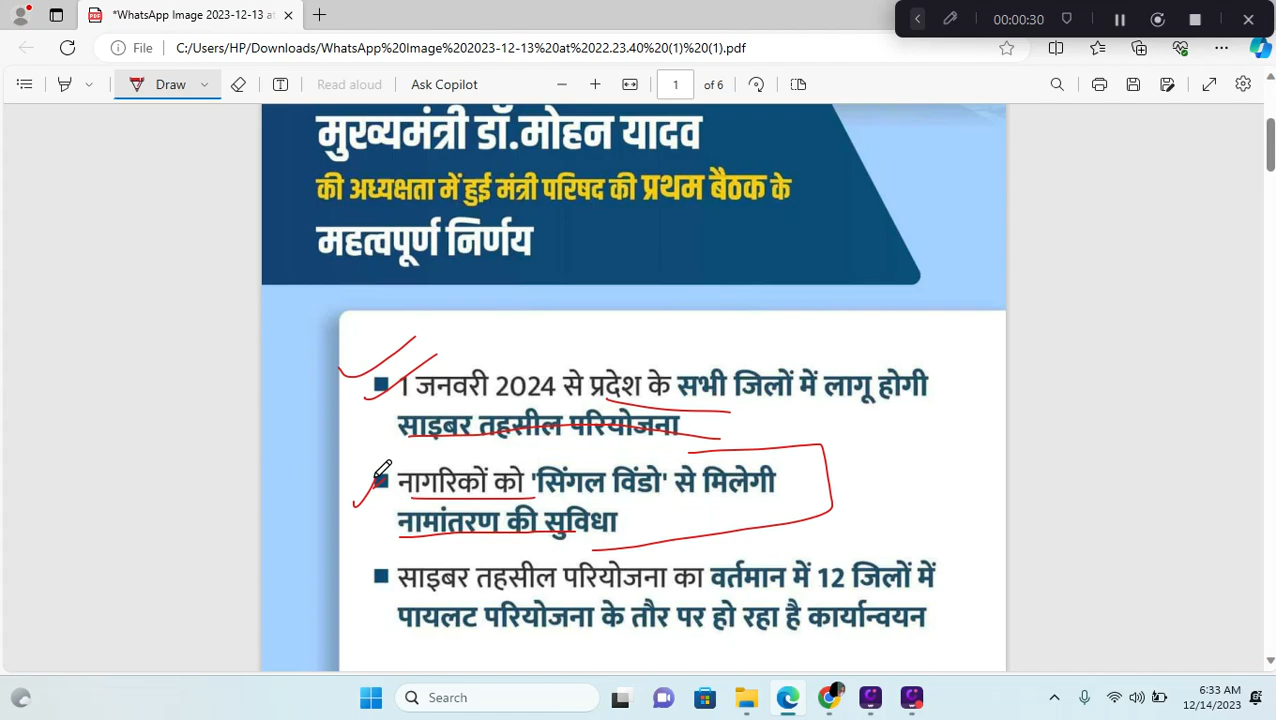 *WhatsApp Image 2023-12-13 at
00:00:30
File
C:/Users/HP/Downloads/WhatsApp%20Image%202023-12-13%20at%2022.23.40%20(1)%20(1).pdf
Draw
Read aloud
Ask Copilot
1
of 6
मुख्यमंत्री डॉ.मोहन यादव
की अध्यक्षता में हुई मंत्री परिषद की प्रथम बैठक के
महत्वपूर्ण निर्णय
1 जनवरी 2024 से प्रदेश के सभी जिलों में लागू होगी
साइबर तहसील परियोजना
नागरिकों को 'सिंगल विंडो' से मिलेगी
नामांतरण की सुविधा
साइबर तहसील परियोजना का वर्तमान में 12 जिलों में
पायलट परियोजना के तौर पर हो रहा है कार्यान्वयन
Search
6:33 AM
12/14/2023